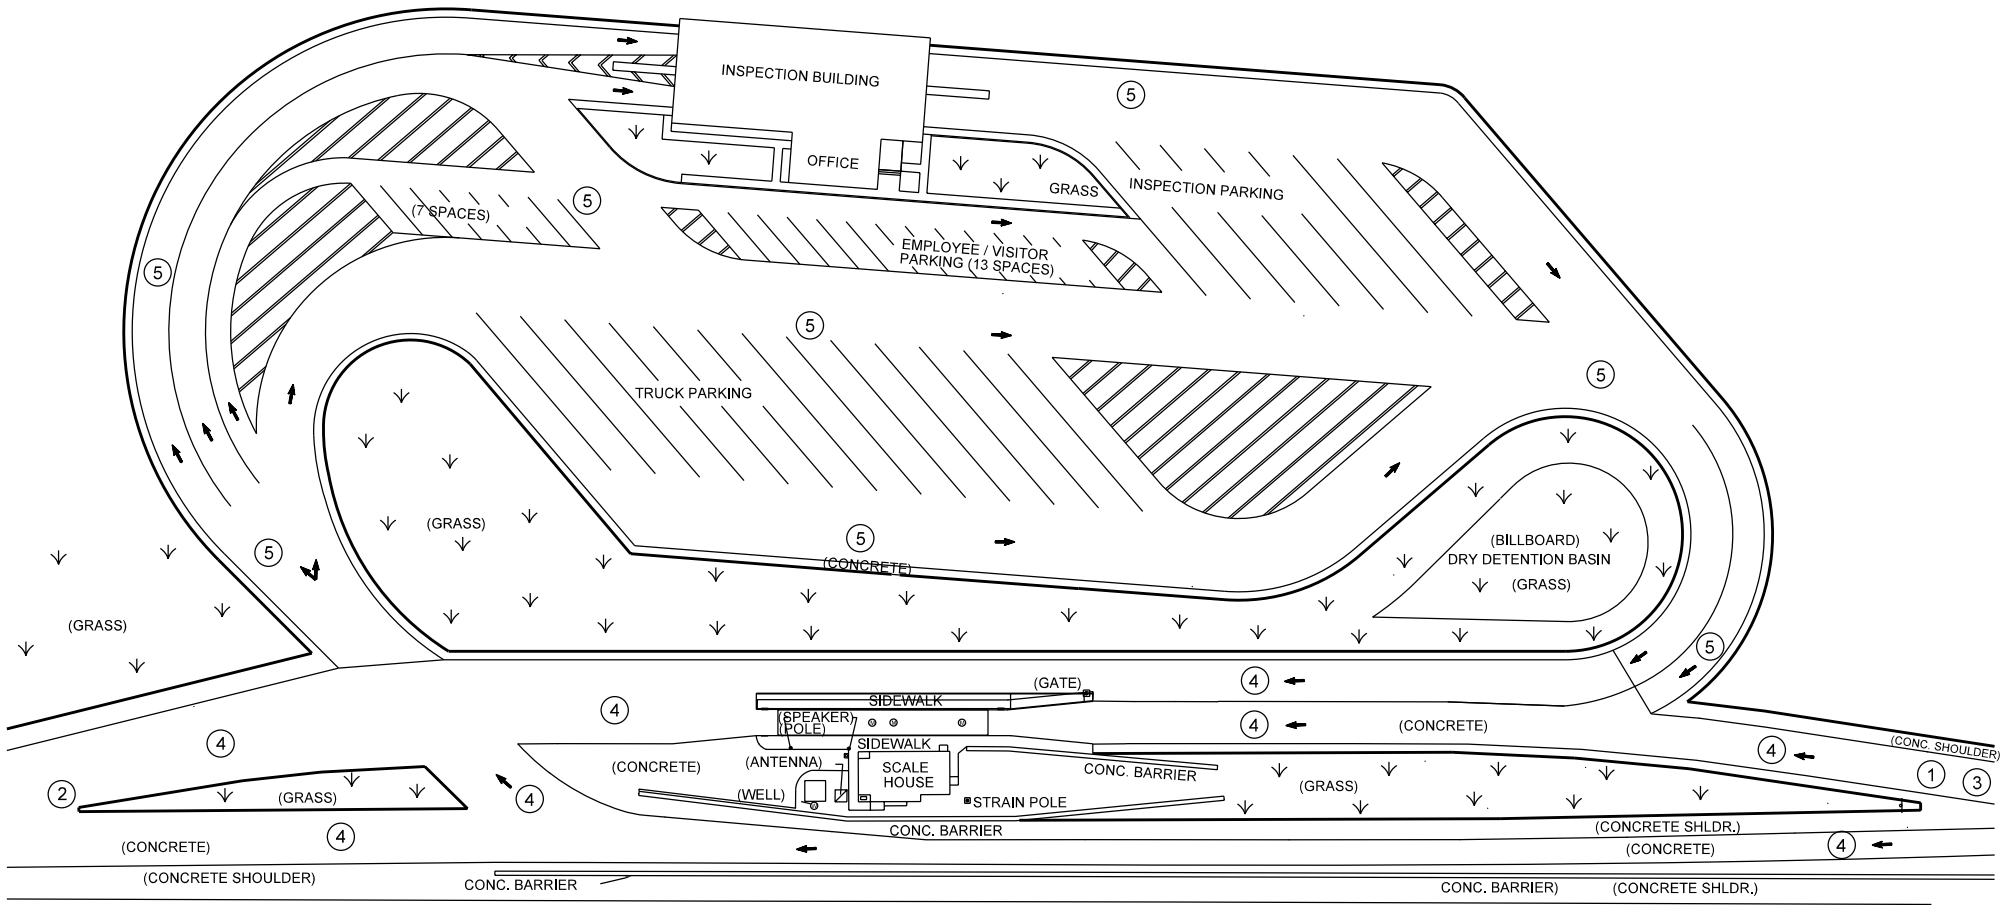 INSPECTION BUILDING
5
OFFICE
GRASS
INSPECTION PARKING
5
(7 SPACES)
EMPLOYEE / VISITOR
PARKING (13 SPACES)
5
5
5
TRUCK PARKING
(GRASS)
5
5
(CONCRETE)
(BILLBOARD)
DRY DETENTION BASIN
(GRASS)
(GRASS)
5
(GATE)
4
SIDEWALK
4
(SPEAKER)
(POLE)
4
(CONCRETE)
4
SIDEWALK
4
(CONC. SHOULDER)
(CONCRETE)
(ANTENNA)
SCALE
HOUSE
CONC. BARRIER
1
3
(GRASS)
2
(GRASS)
4
(WELL)
STRAIN POLE
4
CONC. BARRIER
(CONCRETE SHLDR.)
(CONCRETE)
(CONCRETE)
4
(CONCRETE SHOULDER)
CONC. BARRIER
CONC. BARRIER)
(CONCRETE SHLDR.)